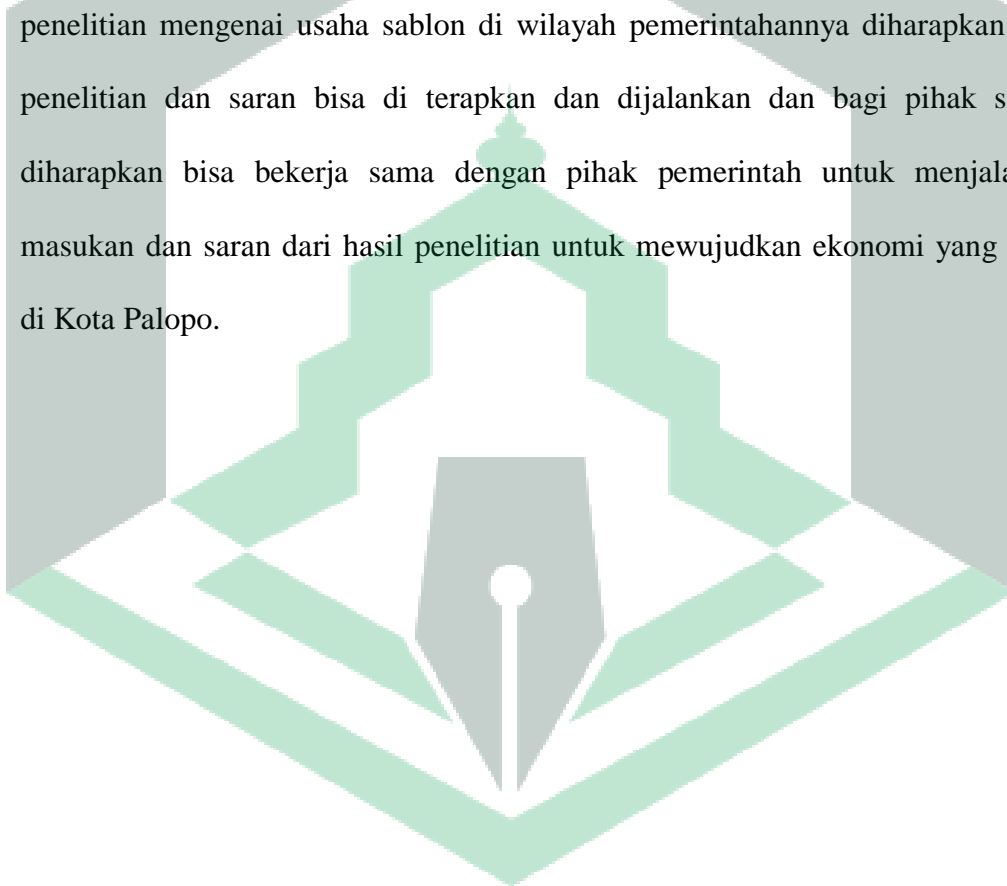 penelitian mengenai usaha sablon di wilayah pemerintahannya diharapkan
penelitian dan saran bisa di terapkan dan dijalankan dan bagi pihak
diharapkan bisa bekerja sama dengan pihak pemerintah untuk
masukan dan saran dari hasil penelitian untuk mewujudkan ekonomi yang
di Kota Palopo.